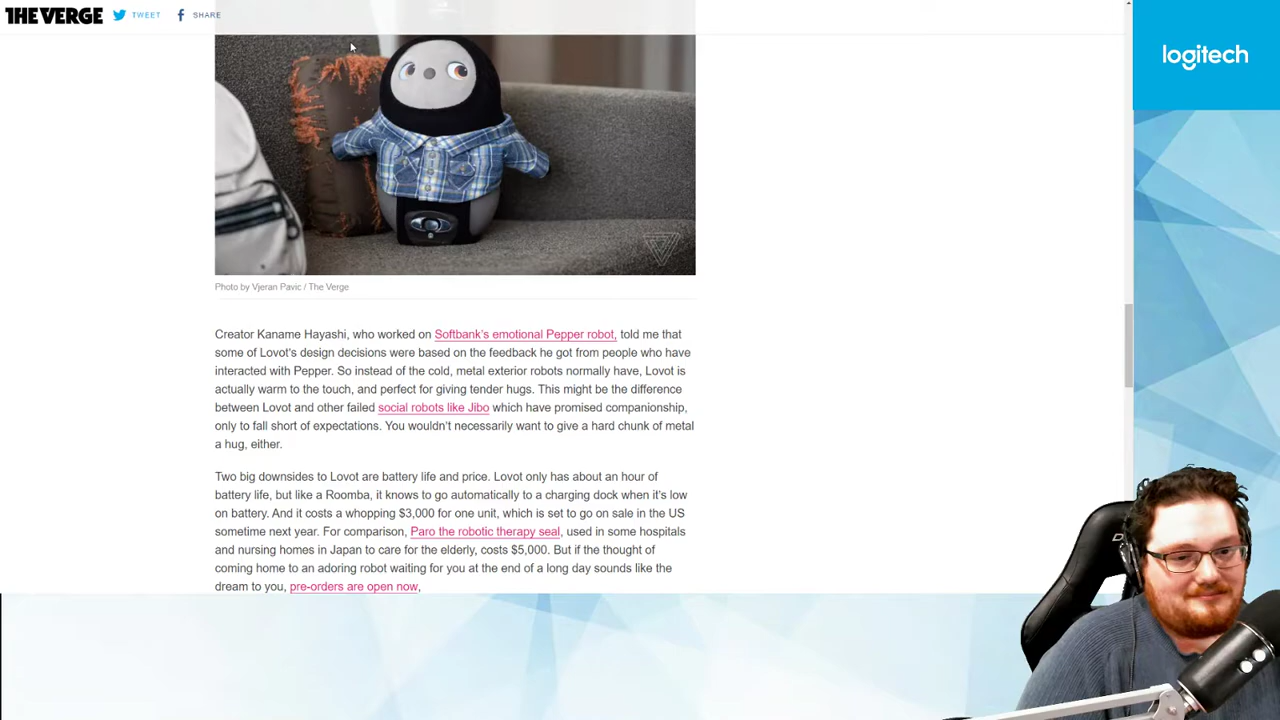 THE VERGE TWEET SHARE
logitech
Photo by Vjeran Pavic / The Verge
Creator Kaname Hayashi, who worked on Softbank's emotional Pepper robot, told me that
some of Lovot's design decisions were based on the feedback he got from people who have
interacted with Pepper. So instead of the cold, metal exterior robots normally have, Lovot is
actually warm to the touch, and perfect for giving tender hugs. This might be the difference
between Lovot and other failed social robots like Jibo which have promised companionship,
only to fall short of expectations. You wouldn't necessarily want to give a hard chunk of metal
a hug, either.
Two big downsides to Lovot are battery life and price. Lovot only has about an hour of
battery life, but like a Roomba, it knows to go automatically to a charging dock when it's low
on battery. And it costs a whopping $3,000 for one unit, which is set to go on sale in the US
sometime next year. For comparison, Paro the robotic therapy seal, used in some hospitals
and nursing homes in Japan to care for the elderly, costs $5,000. But if the thought of
coming home to an adoring robot waiting for you at the end of a long day sounds like the
dream to you, pre-orders are open now,